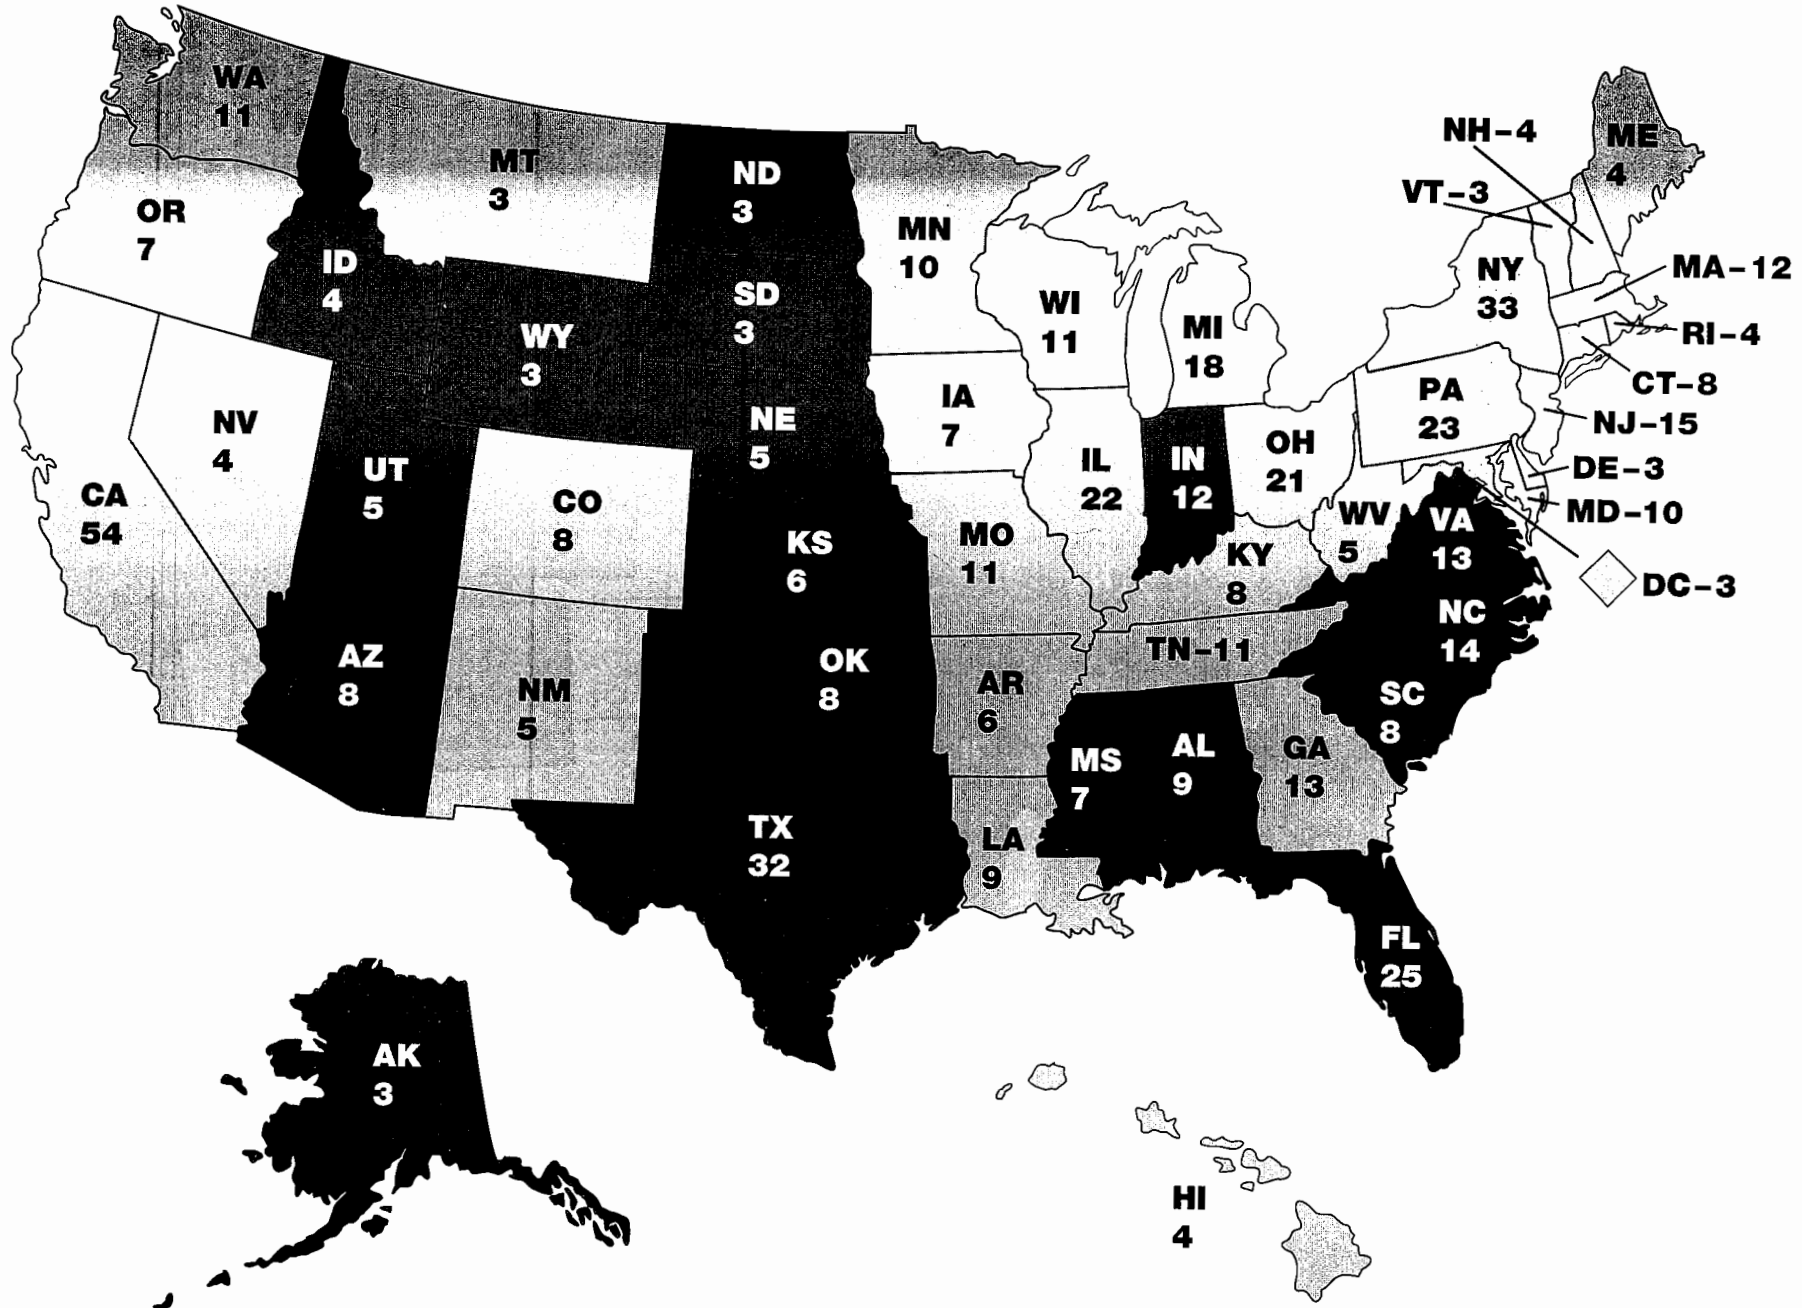 WA
11
MT
3
ND
3
NH-4
ME
4
VT-3
OR
7
MN
10
ID
4
NY
33
MA-12
SD
3
WI
11
MI
18
RI-4
WY
3
PA
23
CT-8
IA
7
NV
4
NE
5
NJ-15
OH
21
UT
5
IL
22
IN
12
DE-3
CA
54
CO
8
MD-10
WV
5
VA
13
MO
11
KS
6
KY
8
DC-3
NC
14
AZ
8
OK
8
TN-11
NM
5
AR
6
SC
8
MS
7
AL
9
GA
13
TX
32
LA
9
FL
25
AK
3
HI
4